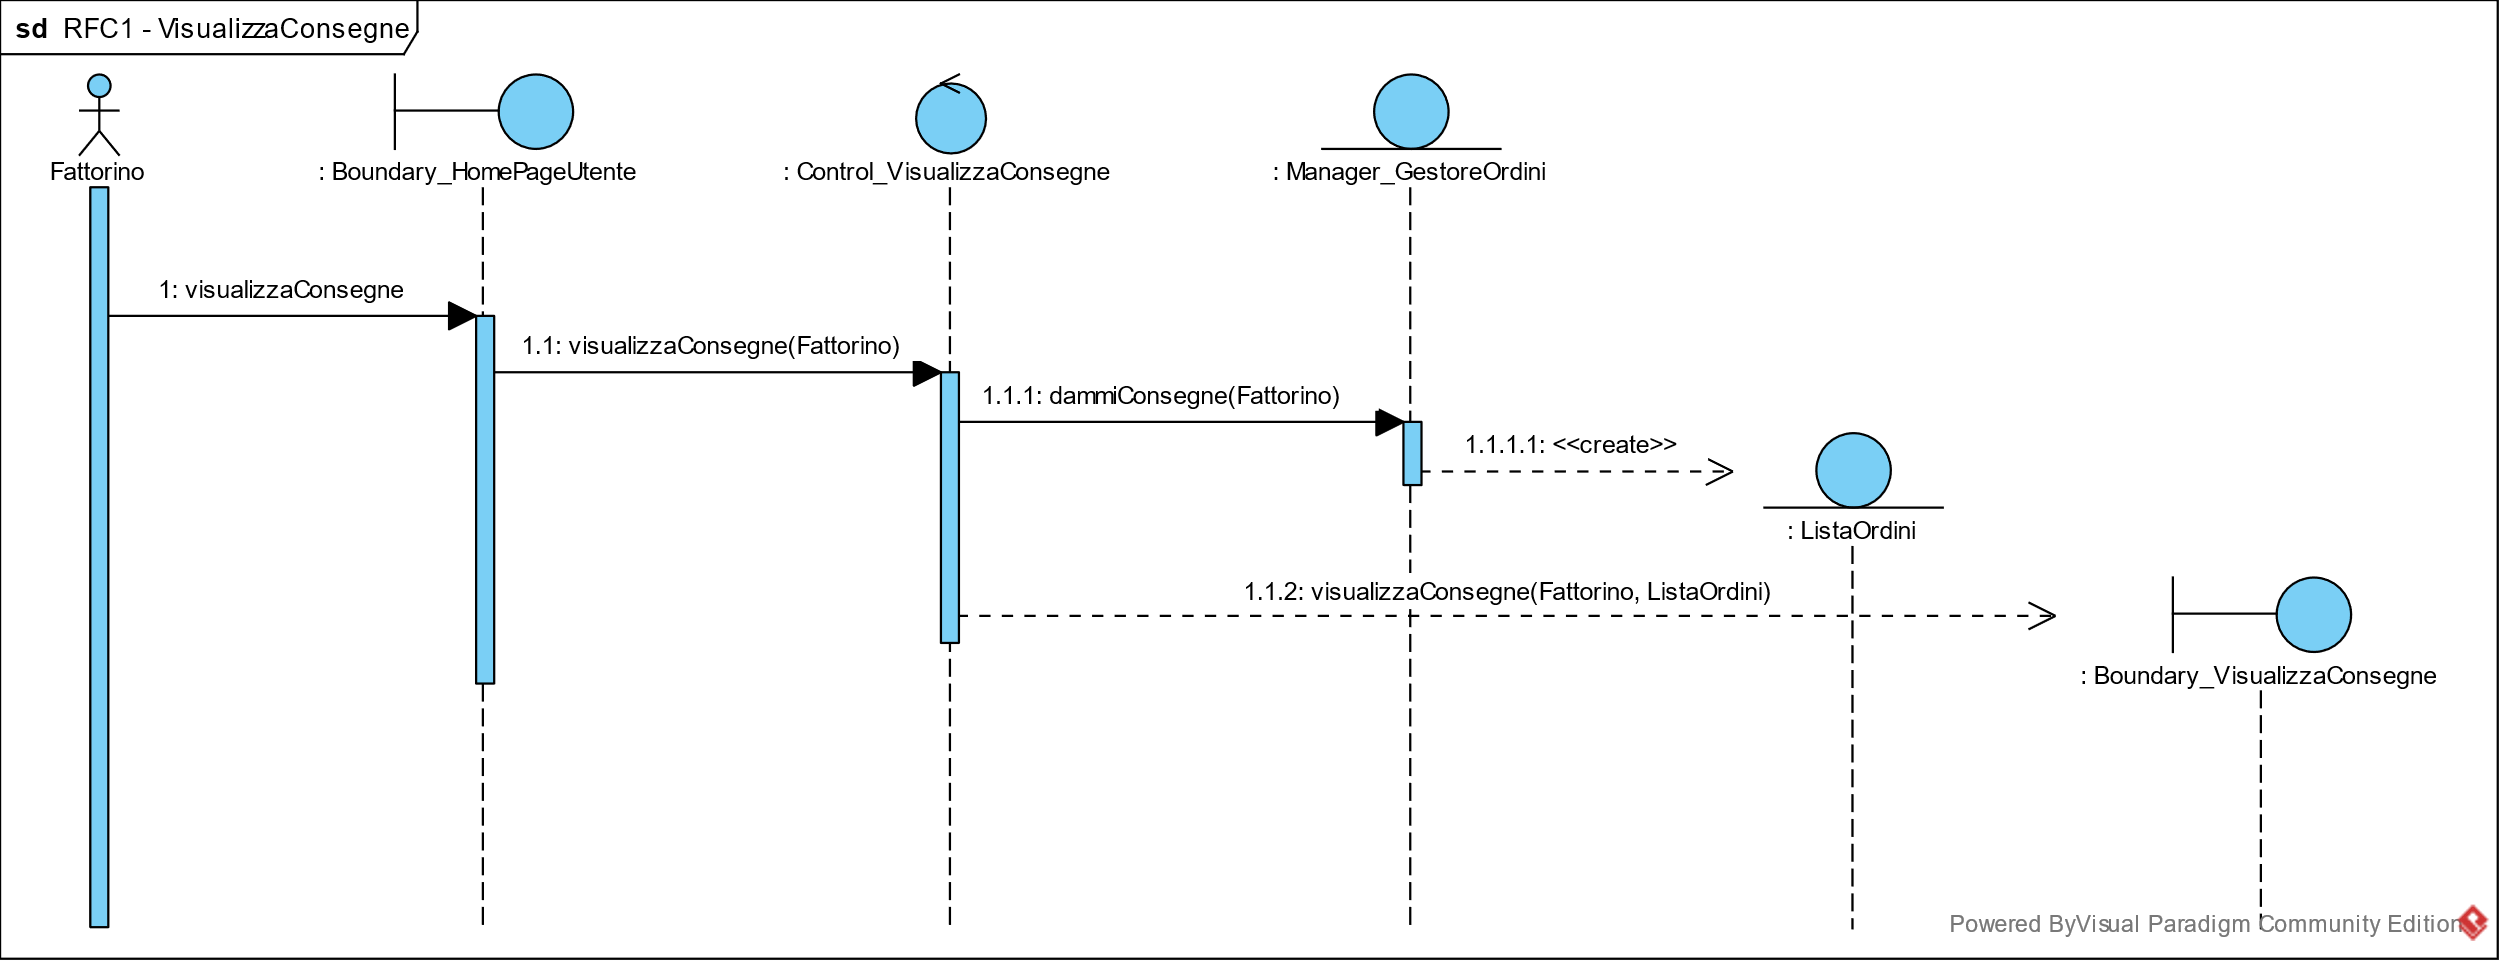 sd RFC1 - VisualizzaConsegne
Fattorino
: Boundary_HomePageUtente
: Control_VisualizzaConsegne
: Manager_GestoreOrdini
1: visualizzaConsegne
1.1: visualizzaConsegne(Fattorino)
1.1.1: dammiConsegne(Fattorino)
1.1.1.1: <<create>>
: ListaOrdini
1.1.2: visualizzaConsegne(Fattorino, ListaOrdini)
: Boundary_VisualizzaConsegne
Powered ByVisual Paradigm Community Edition